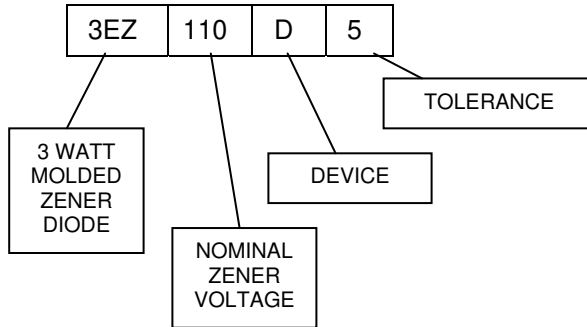 3EZ 110 D 5
TOLERANCE
3 WATT
MOLDED
ZENER
DIODE
DEVICE
NOMINAL
ZENER
VOLTAGE